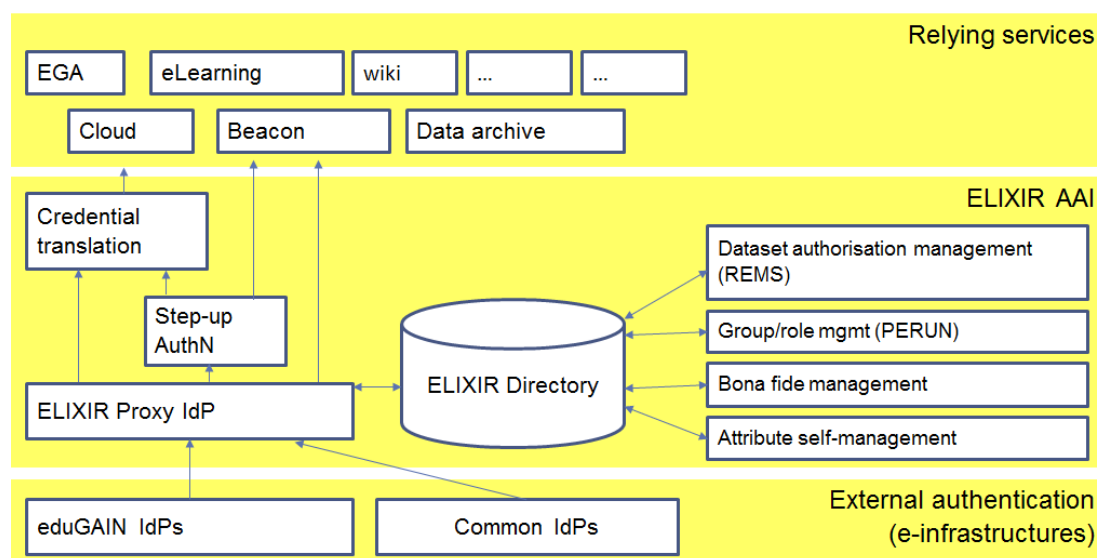 Relying services
EGA
eLearning
wiki
...
...
Cloud
Beacon
Data archive
ELIXIR AAI
Credential
translation
Dataset authorisation management
(REMS)
Step-up
AuthN
Group/role mgmt (PERUN)
ELIXIR Directory
Bona fide management
ELIXIR Proxy IdP
Attribute self-management
External authentication
(e-infrastructures)
eduGAIN IdPs
Common IdPs